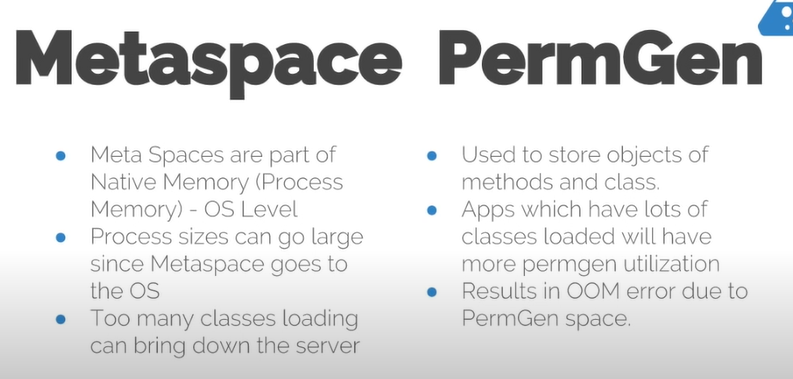 Metaspace
● Meta Spaces are part of
Native Memory (Process
Memory) - OS Level
● Process sizes can go large
since Metaspace goes to
the OS
● Too many classes loading
can bring down the server
PermGen
● Used to store objects of
methods and class.
● Apps which have lots of
classes loaded will have
more permgen utilization
● Results in OOM error due to
PermGen space.